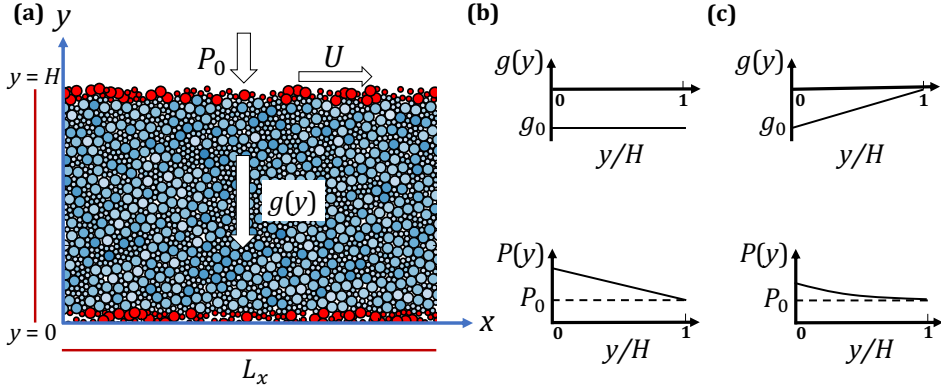 (a)
y
y = H
P₀
U
g(y)
y = 0
x
Lₓ
(b)
g(y)
0
1
g₀
y/H
P(y)
P₀
0
1
y/H
(c)
g(y)
0
1
g₀
y/H
P(y)
P₀
0
1
y/H